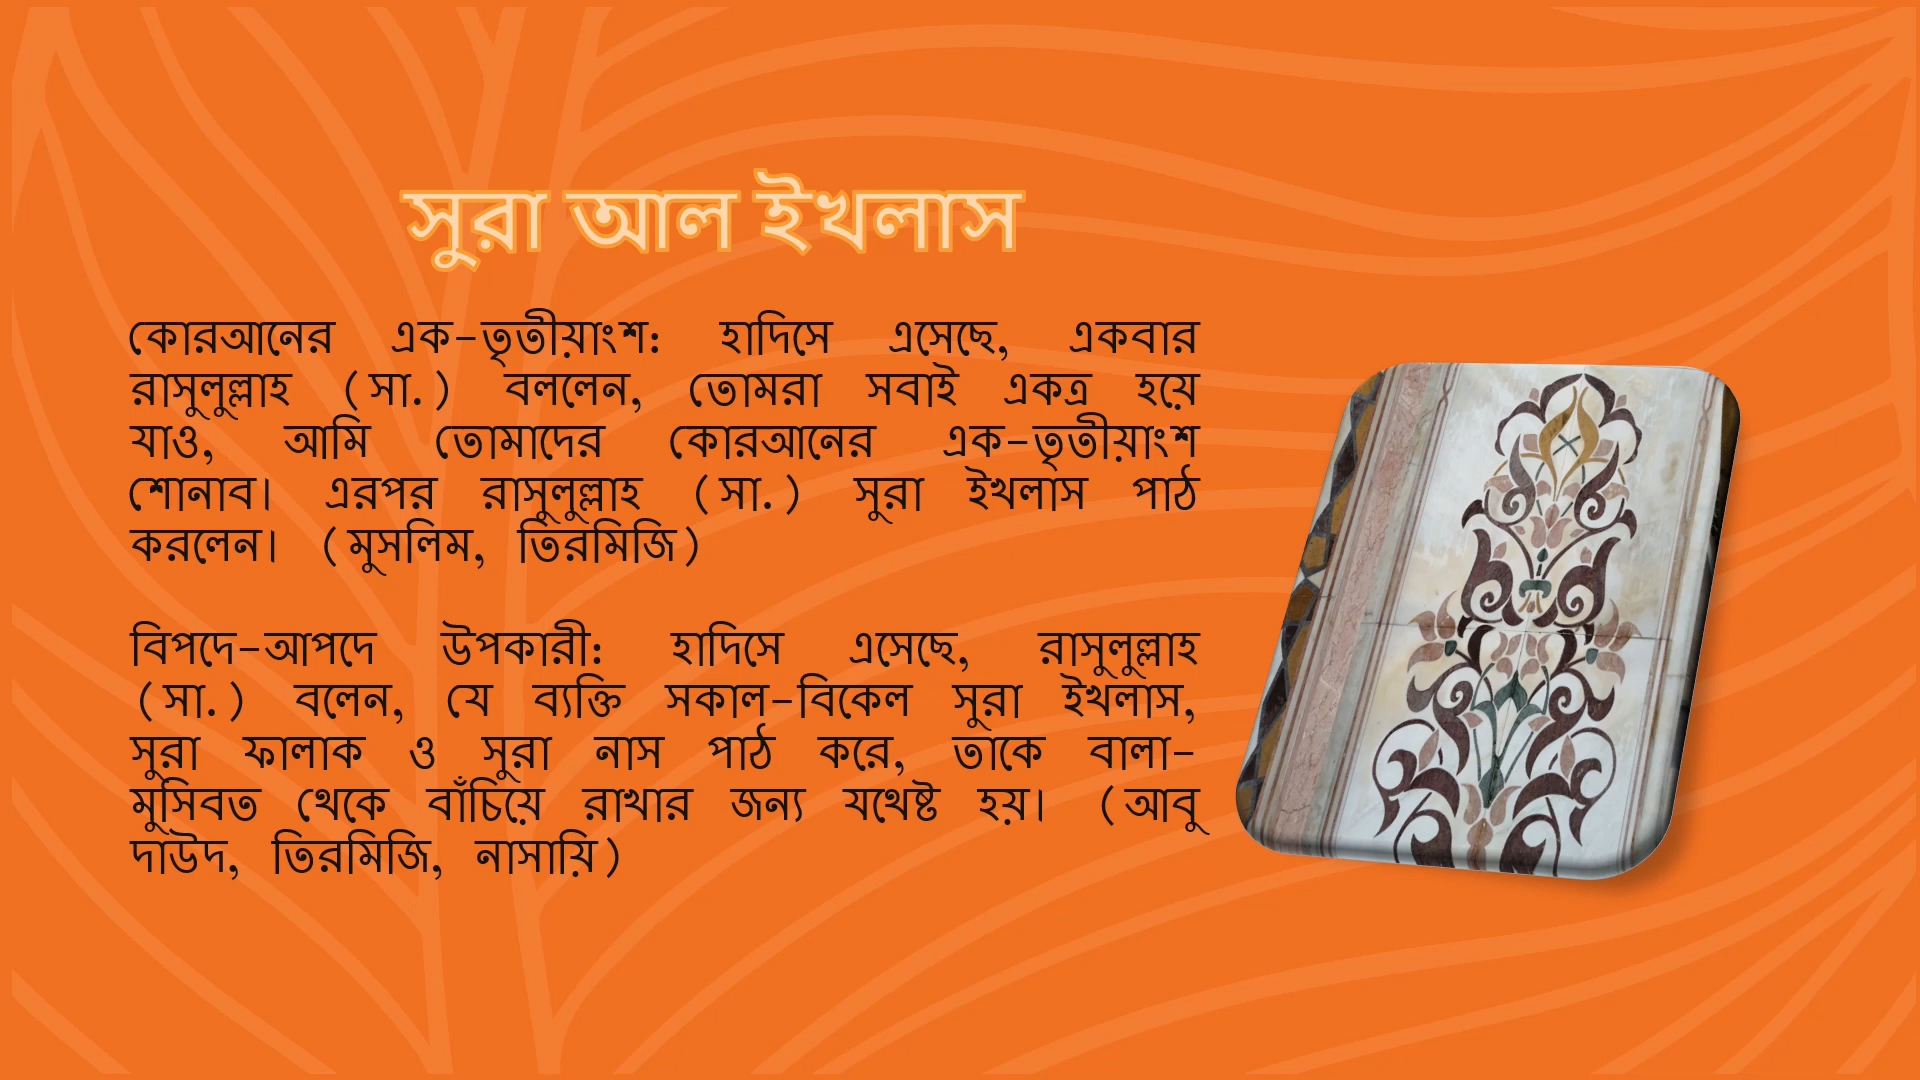 সুরা আল ইখলাস
কোরআনের এক-তৃতীয়াংশ: হাদিসে এসেছে, একবার
রাসুলুল্লাহ (সা.) বললেন, তোমরা সবাই একত্র হয়ে
যাও, আমি তোমাদের কোরআনের এক-তৃতীয়াংশ
শোনাব। এরপর রাসুলুল্লাহ (সা.) সুরা ইখলাস পাঠ
করলেন। (মুসলিম, তিরমিজি)
বিপদে-আপদে উপকারী: হাদিসে এসেছে, রাসুলুল্লাহ
(সা.) বলেন, যে ব্যক্তি সকাল-বিকেল সুরা ইখলাস,
সুরা ফালাক ও সুরা নাস পাঠ করে, তাকে বালা-
মুসিবত থেকে বাঁচিয়ে রাখার জন্য যথেষ্ট হয়। (আবু
দাউদ, তিরমিজি, নাসায়ি)